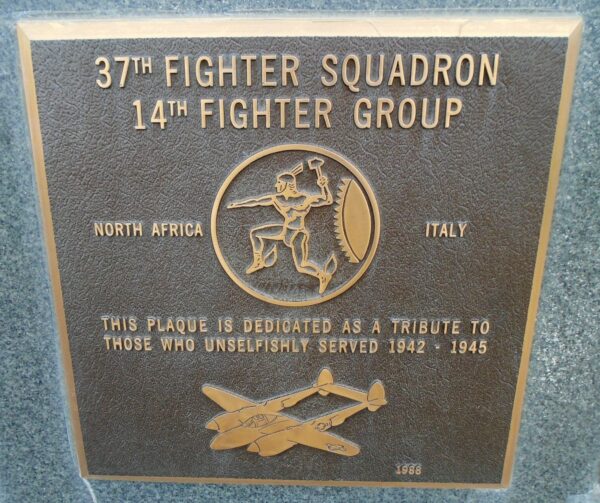 37TH FIGHTER SQUADRON
14TH FIGHTER GROUP
NORTH AFRICA
ITALY
THIS PLAQUE IS DEDICATED AS A TRIBUTE TO
THOSE WHO UNSELFISHLY SERVED 1942 - 1945
1988